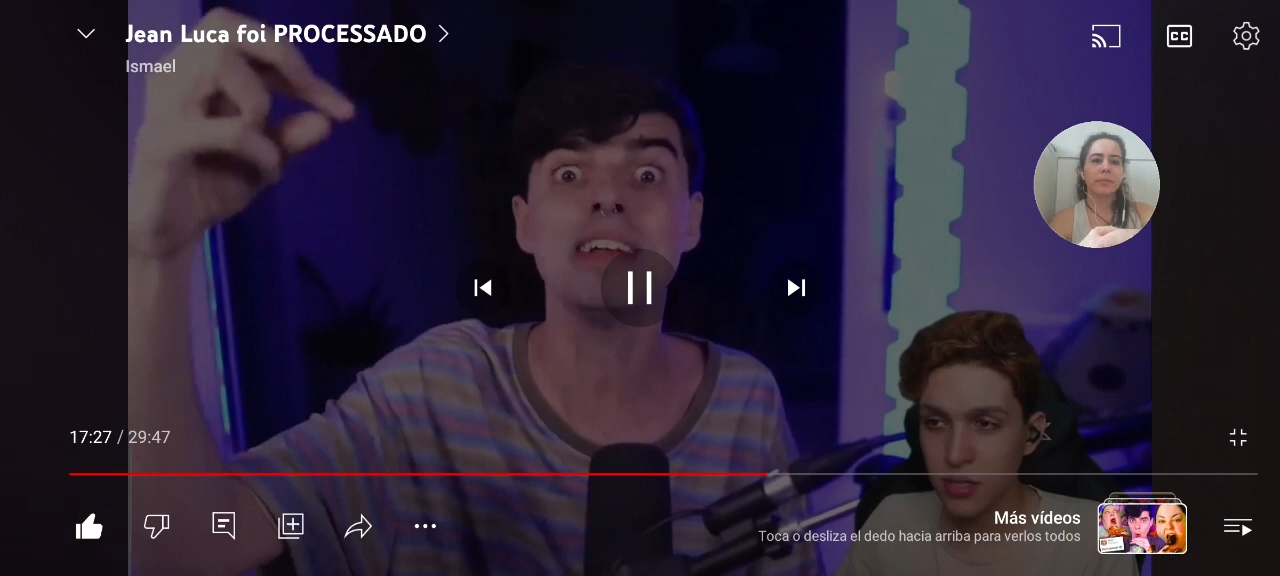 Jean Luca foi PROCESSADO
Ismael
CC
17:27 / 29:47
Más vídeos
Toca o desliza el dedo hacia arriba para verlos todos